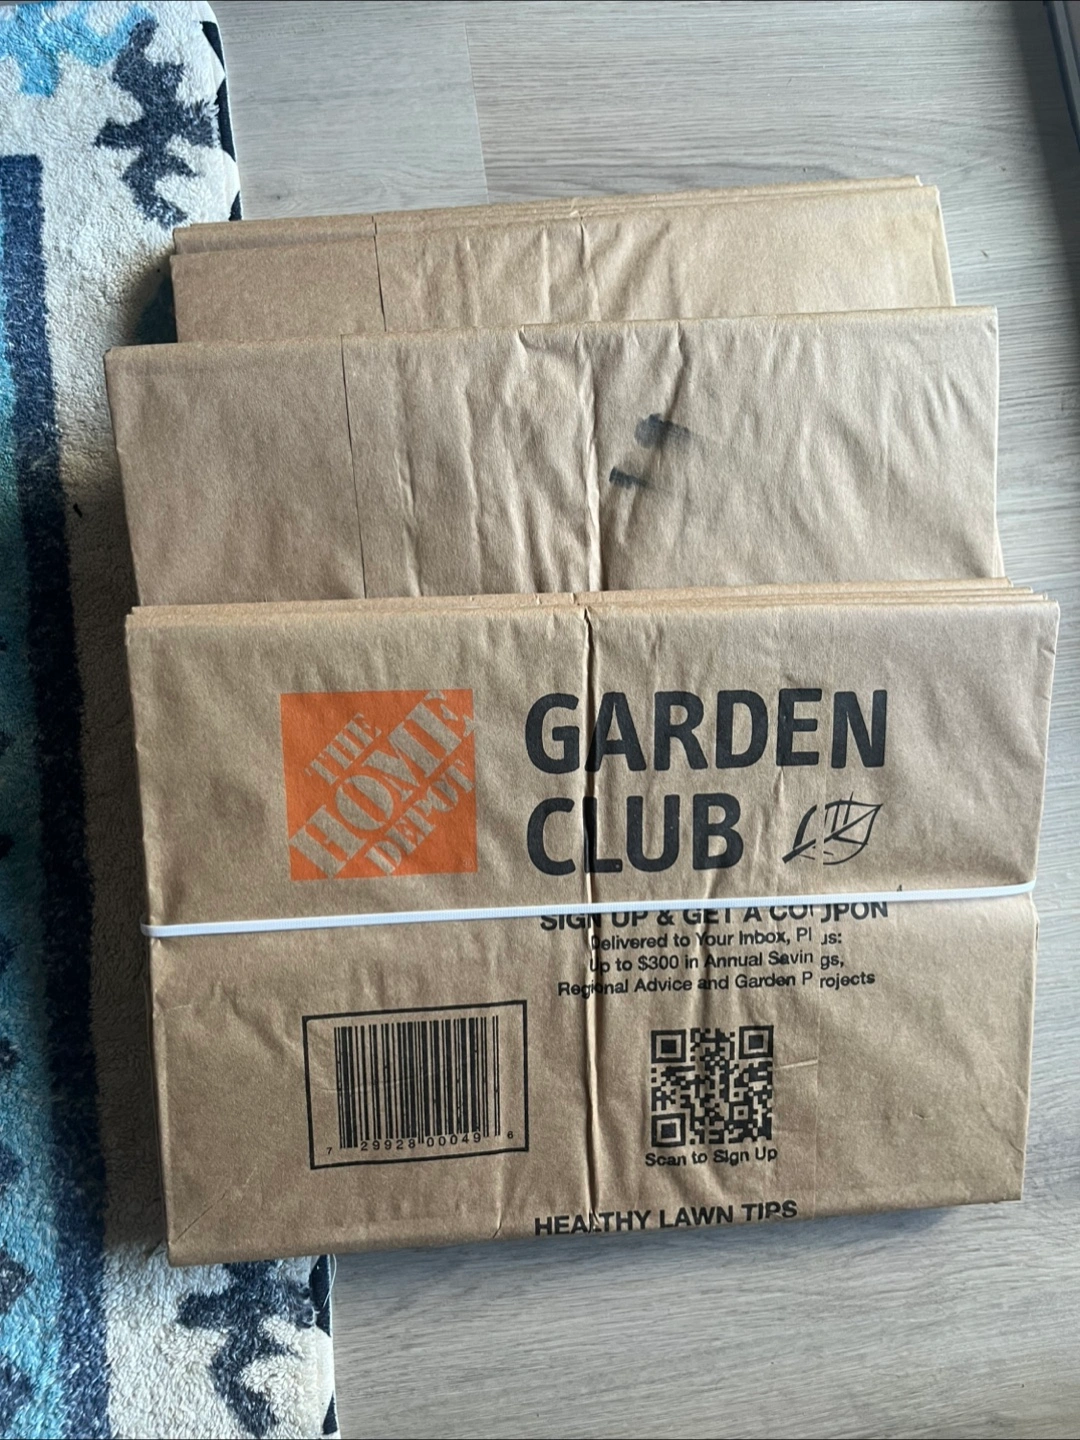 THE
HOME
DEPOT
GARDEN
CLUB
SIGN UP & GET A COUPON
Delivered to Your Inbox, Plus:
Up to $300 in Annual Savings,
Regional Advice and Garden Projects
7 29928 00049 6
Scan to Sign Up
HEALTHY LAWN TIPS